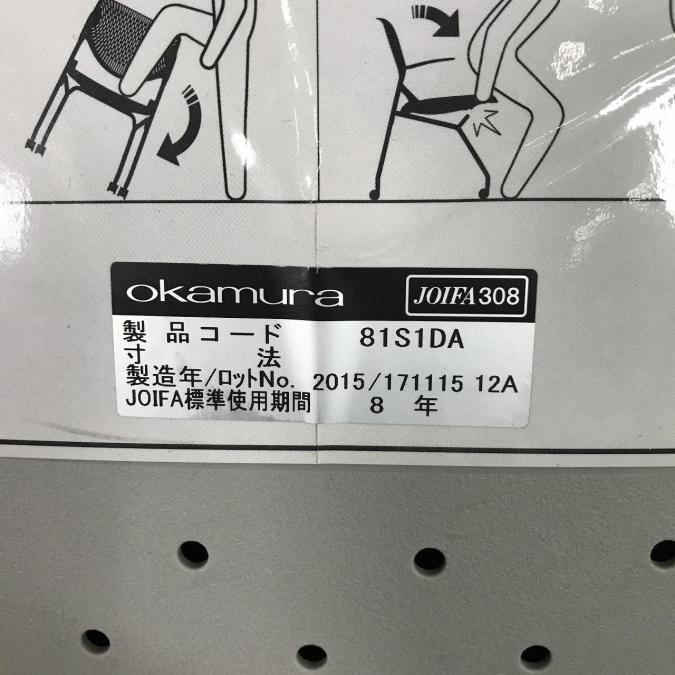 okamura JOIFA308
製品コード 81S1DA
寸法
製造年/ロットNo. 2015/171115 12A
JOIFA標準使用期間 8 年